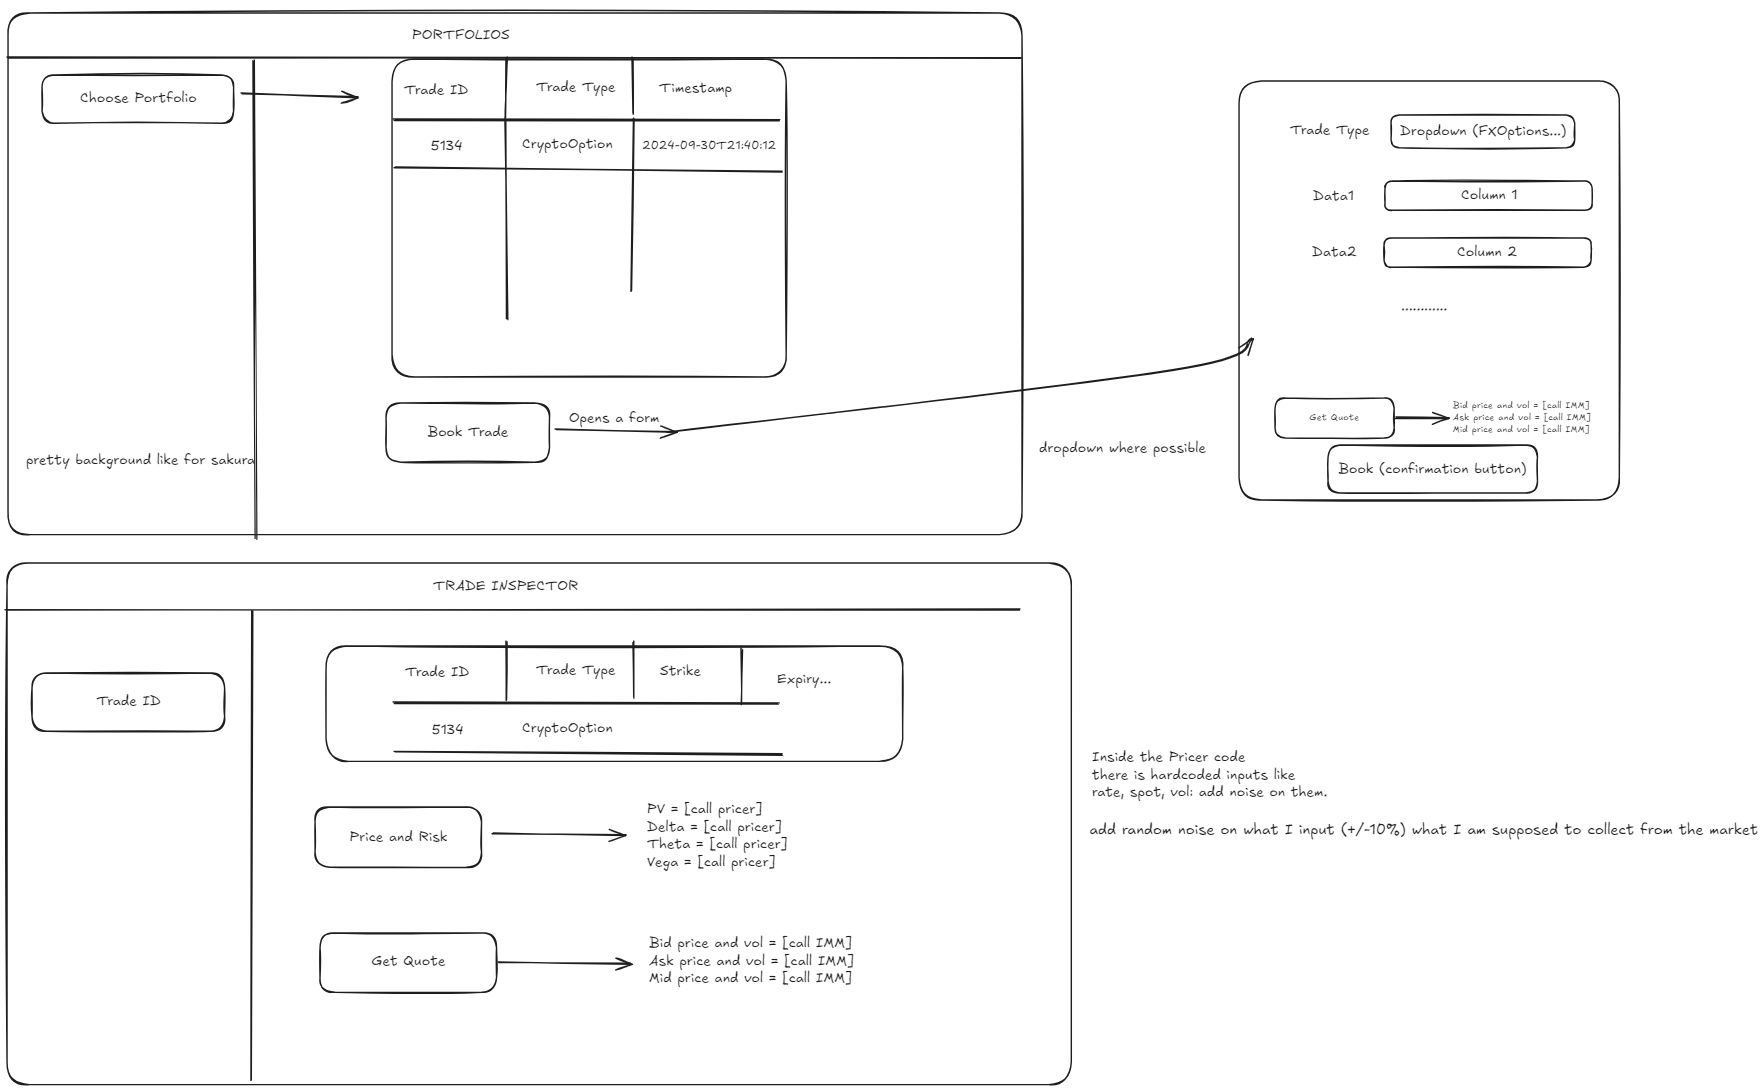 PORTFOLIOS
Choose Portfolio
Trade ID
Trade Type
Timestamp
5134
CryptoOption
2024-09-30T21:40:12
Book Trade
Opens a form
pretty background like for sakura
dropdown where possible
Trade Type
Dropdown (FXOptions...)
Data1
Column 1
Data2
Column 2
............
Get Quote
Bid price and vol = [call IMM]
Ask price and vol = [call IMM]
Mid price and vol = [call IMM]
Book (confirmation button)
TRADE INSPECTOR
Trade ID
Trade ID
Trade Type
Strike
Expiry...
5134
CryptoOption
Price and Risk
PV = [call pricer]
Delta = [call pricer]
Theta = [call pricer]
Vega = [call pricer]
Get Quote
Bid price and vol = [call IMM]
Ask price and vol = [call IMM]
Mid price and vol = [call IMM]
Inside the Pricer code
there is hardcoded inputs like
rate, spot, vol: add noise on them.
add random noise on what I input (+/-10%) what I am supposed to collect from the market